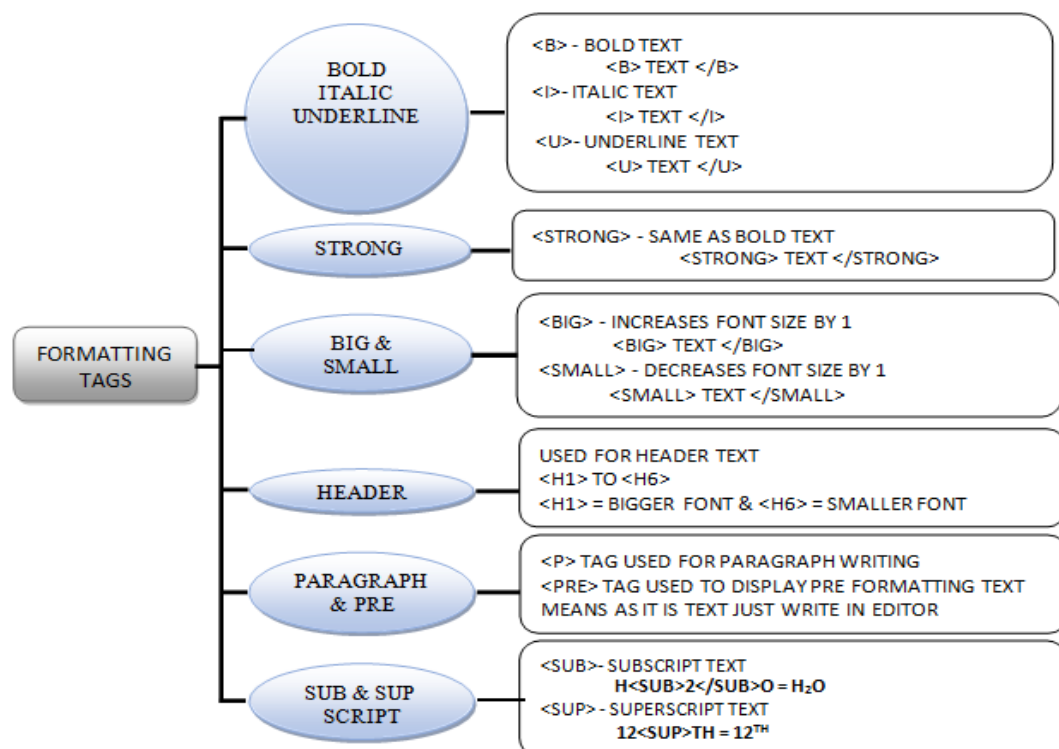 FORMATTING
TAGS
BOLD
ITALIC
UNDERLINE
<B> - BOLD TEXT
<B> TEXT </B>
<I>- ITALIC TEXT
<I> TEXT </I>
<U>- UNDERLINE TEXT
<U> TEXT </U>
STRONG
<STRONG> - SAME AS BOLD TEXT
<STRONG> TEXT </STRONG>
BIG &
SMALL
<BIG> - INCREASES FONT SIZE BY 1
<BIG> TEXT </BIG>
<SMALL> - DECREASES FONT SIZE BY 1
<SMALL> TEXT </SMALL>
HEADER
USED FOR HEADER TEXT
<H1> TO <H6>
<H1> = BIGGER FONT & <H6> = SMALLER FONT
PARAGRAPH
& PRE
<P> TAG USED FOR PARAGRAPH WRITING
<PRE> TAG USED TO DISPLAY PRE FORMATTING TEXT
MEANS AS IT IS TEXT JUST WRITE IN EDITOR
SUB & SUP
SCRIPT
<SUB>- SUBSCRIPT TEXT
H<SUB>2</SUB>O = H₂O
<SUP> - SUPERSCRIPT TEXT
12<SUP>TH = 12ᵀᴴ